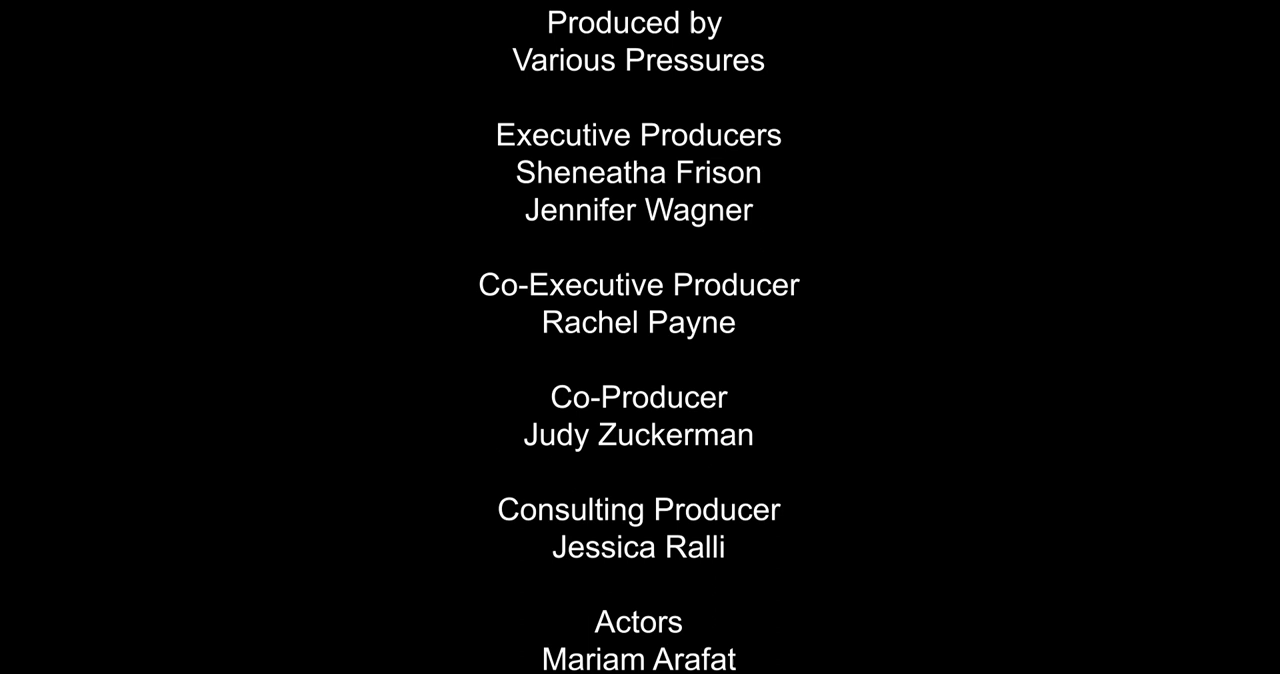 Produced by
Various Pressures
Executive Producers
Sheneatha Frison
Jennifer Wagner
Co-Executive Producer
Rachel Payne
Co-Producer
Judy Zuckerman
Consulting Producer
Jessica Ralli
Actors
Mariam Arafat